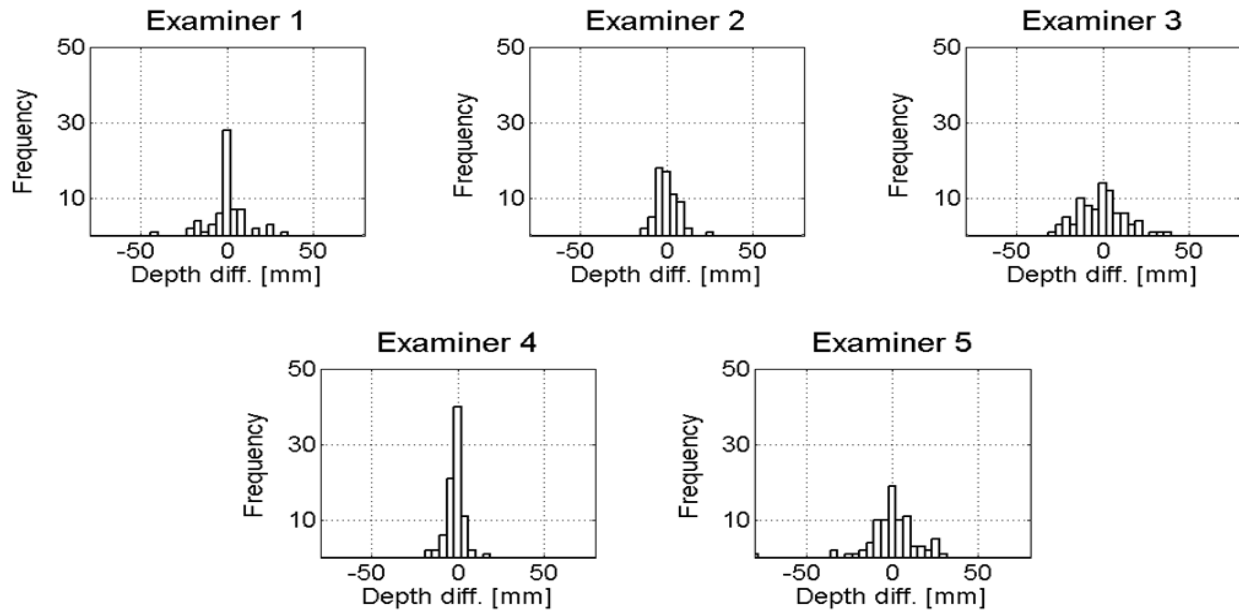 Examiner 1
50
30
10
Frequency
-50 0 50
Depth diff. [mm]
Examiner 2
50
30
10
Frequency
-50 0 50
Depth diff. [mm]
Examiner 3
50
30
10
Frequency
-50 0 50
Depth diff. [mm]
Examiner 4
50
30
10
Frequency
-50 0 50
Depth diff. [mm]
Examiner 5
50
30
10
Frequency
-50 0 50
Depth diff. [mm]